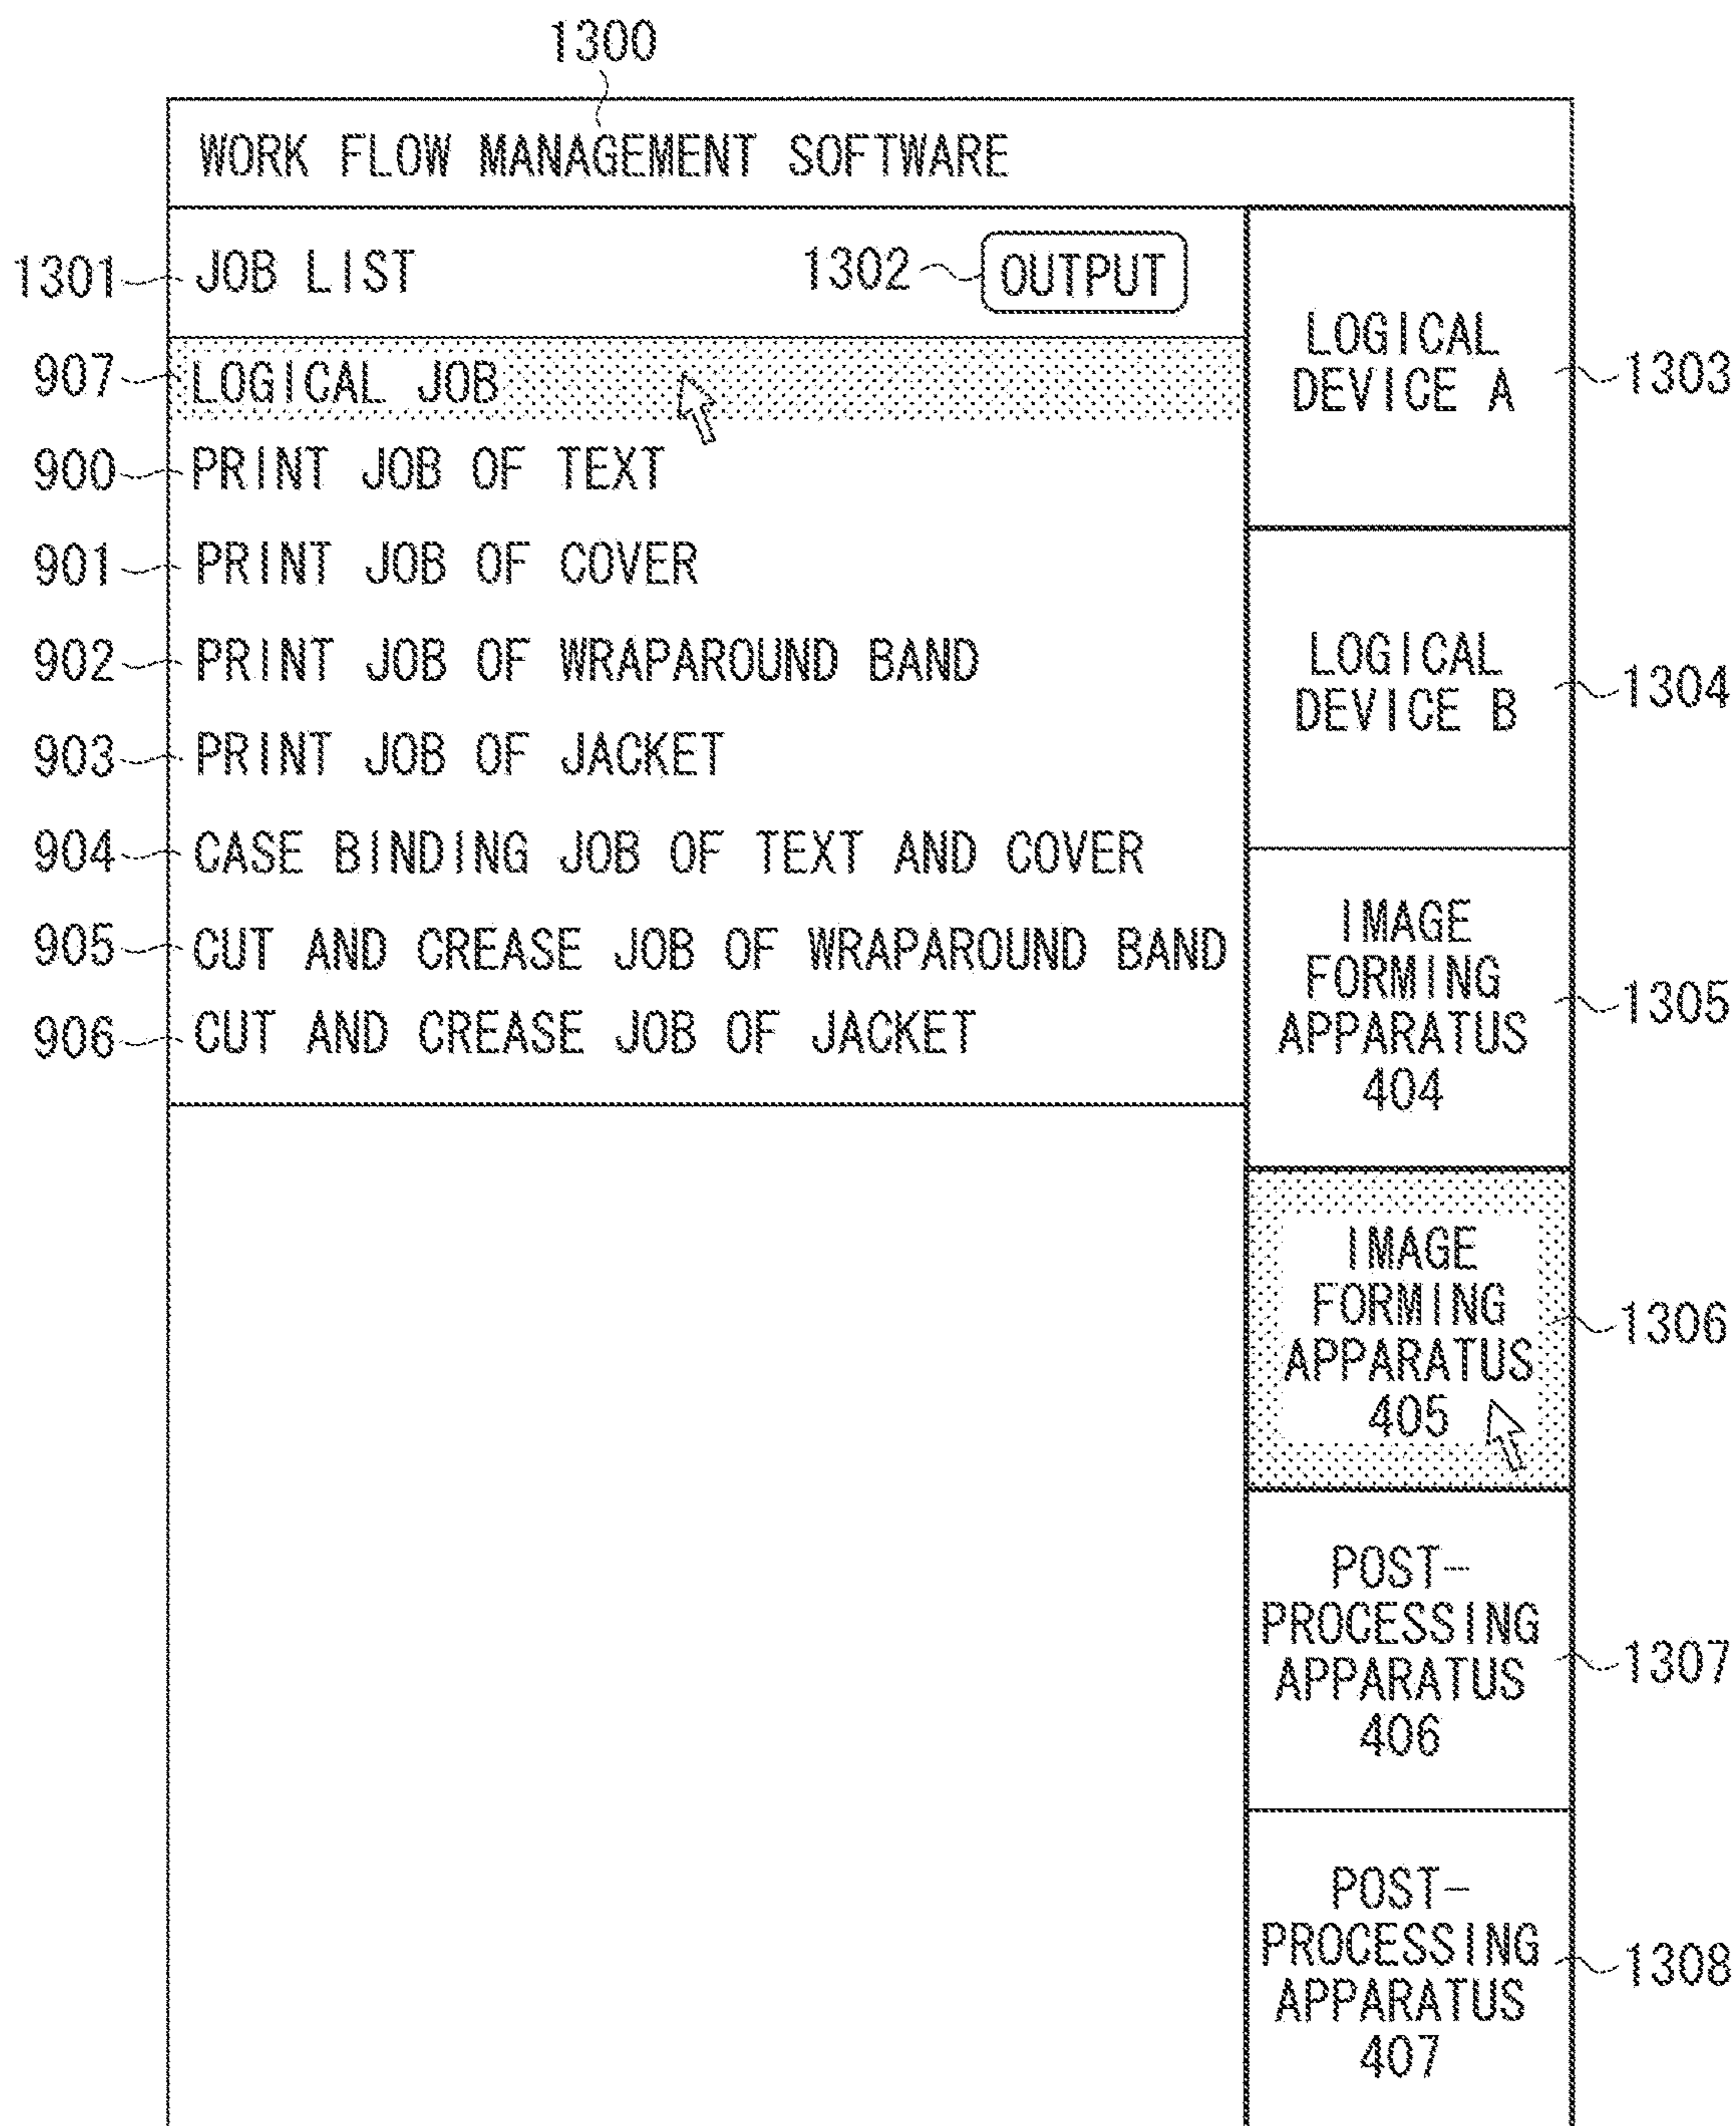 1300
WORK FLOW MANAGEMENT SOFTWARE
1301 JOB LIST
1302 OUTPUT
907 LOGICAL JOB
900 PRINT JOB OF TEXT
901 PRINT JOB OF COVER
902 PRINT JOB OF WRAPAROUND BAND
903 PRINT JOB OF JACKET
904 CASE BINDING JOB OF TEXT AND COVER
905 CUT AND CREASE JOB OF WRAPAROUND BAND
906 CUT AND CREASE JOB OF JACKET
LOGICAL
DEVICE A
1303
LOGICAL
DEVICE B
1304
IMAGE
FORMING
APPARATUS
404
1305
IMAGE
FORMING
APPARATUS
405
1306
POST-
PROCESSING
APPARATUS
406
1307
POST-
PROCESSING
APPARATUS
407
1308